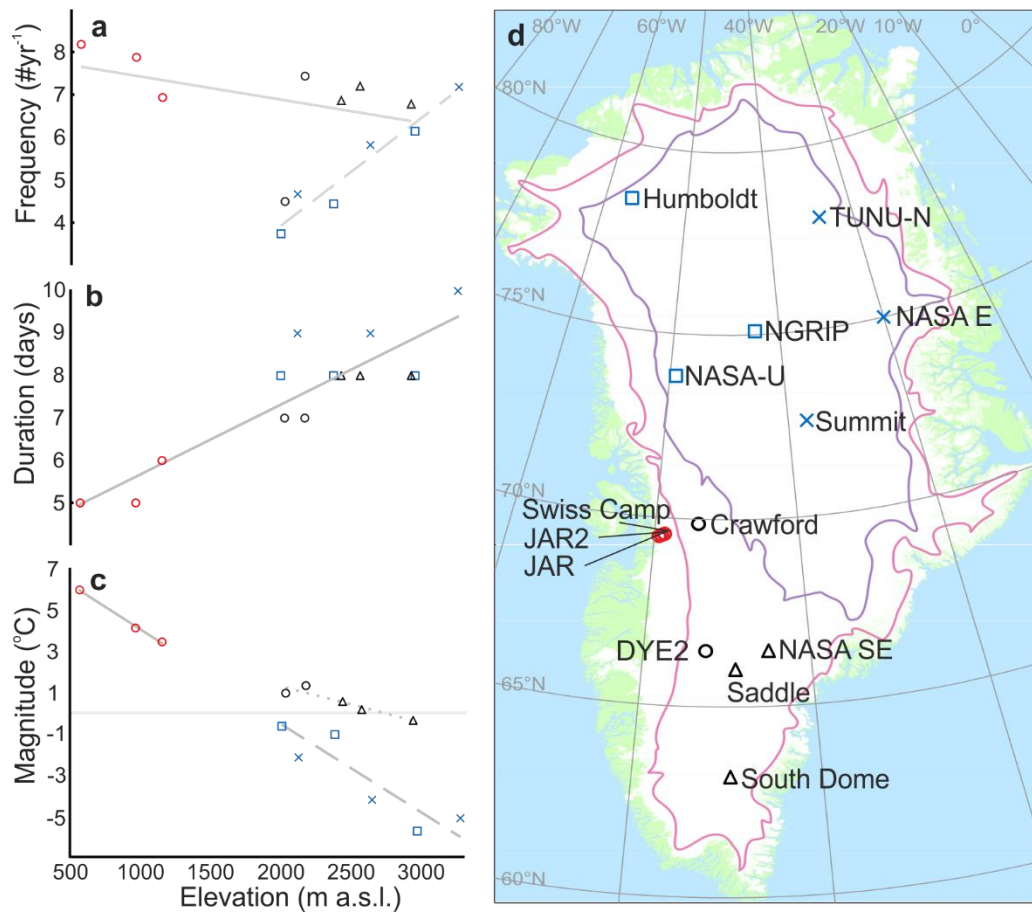 a
Frequency (#yr⁻¹)
8
7
6
5
4
b
Duration (days)
10
9
8
7
6
5
c
Magnitude (°C)
7
5
3
1
-1
-3
-5
500 1000 1500 2000 2500 3000
Elevation (m a.s.l.)
d
80°W 60°W 40°W 20°W 0°
80°N
Humboldt
TUNU-N
75°N
NASA E
NGRIP
NASA-U
Summit
70°N
Swiss Camp
Crawford
JAR2
JAR
DYE2
NASA SE
Saddle
65°N
South Dome
60°N